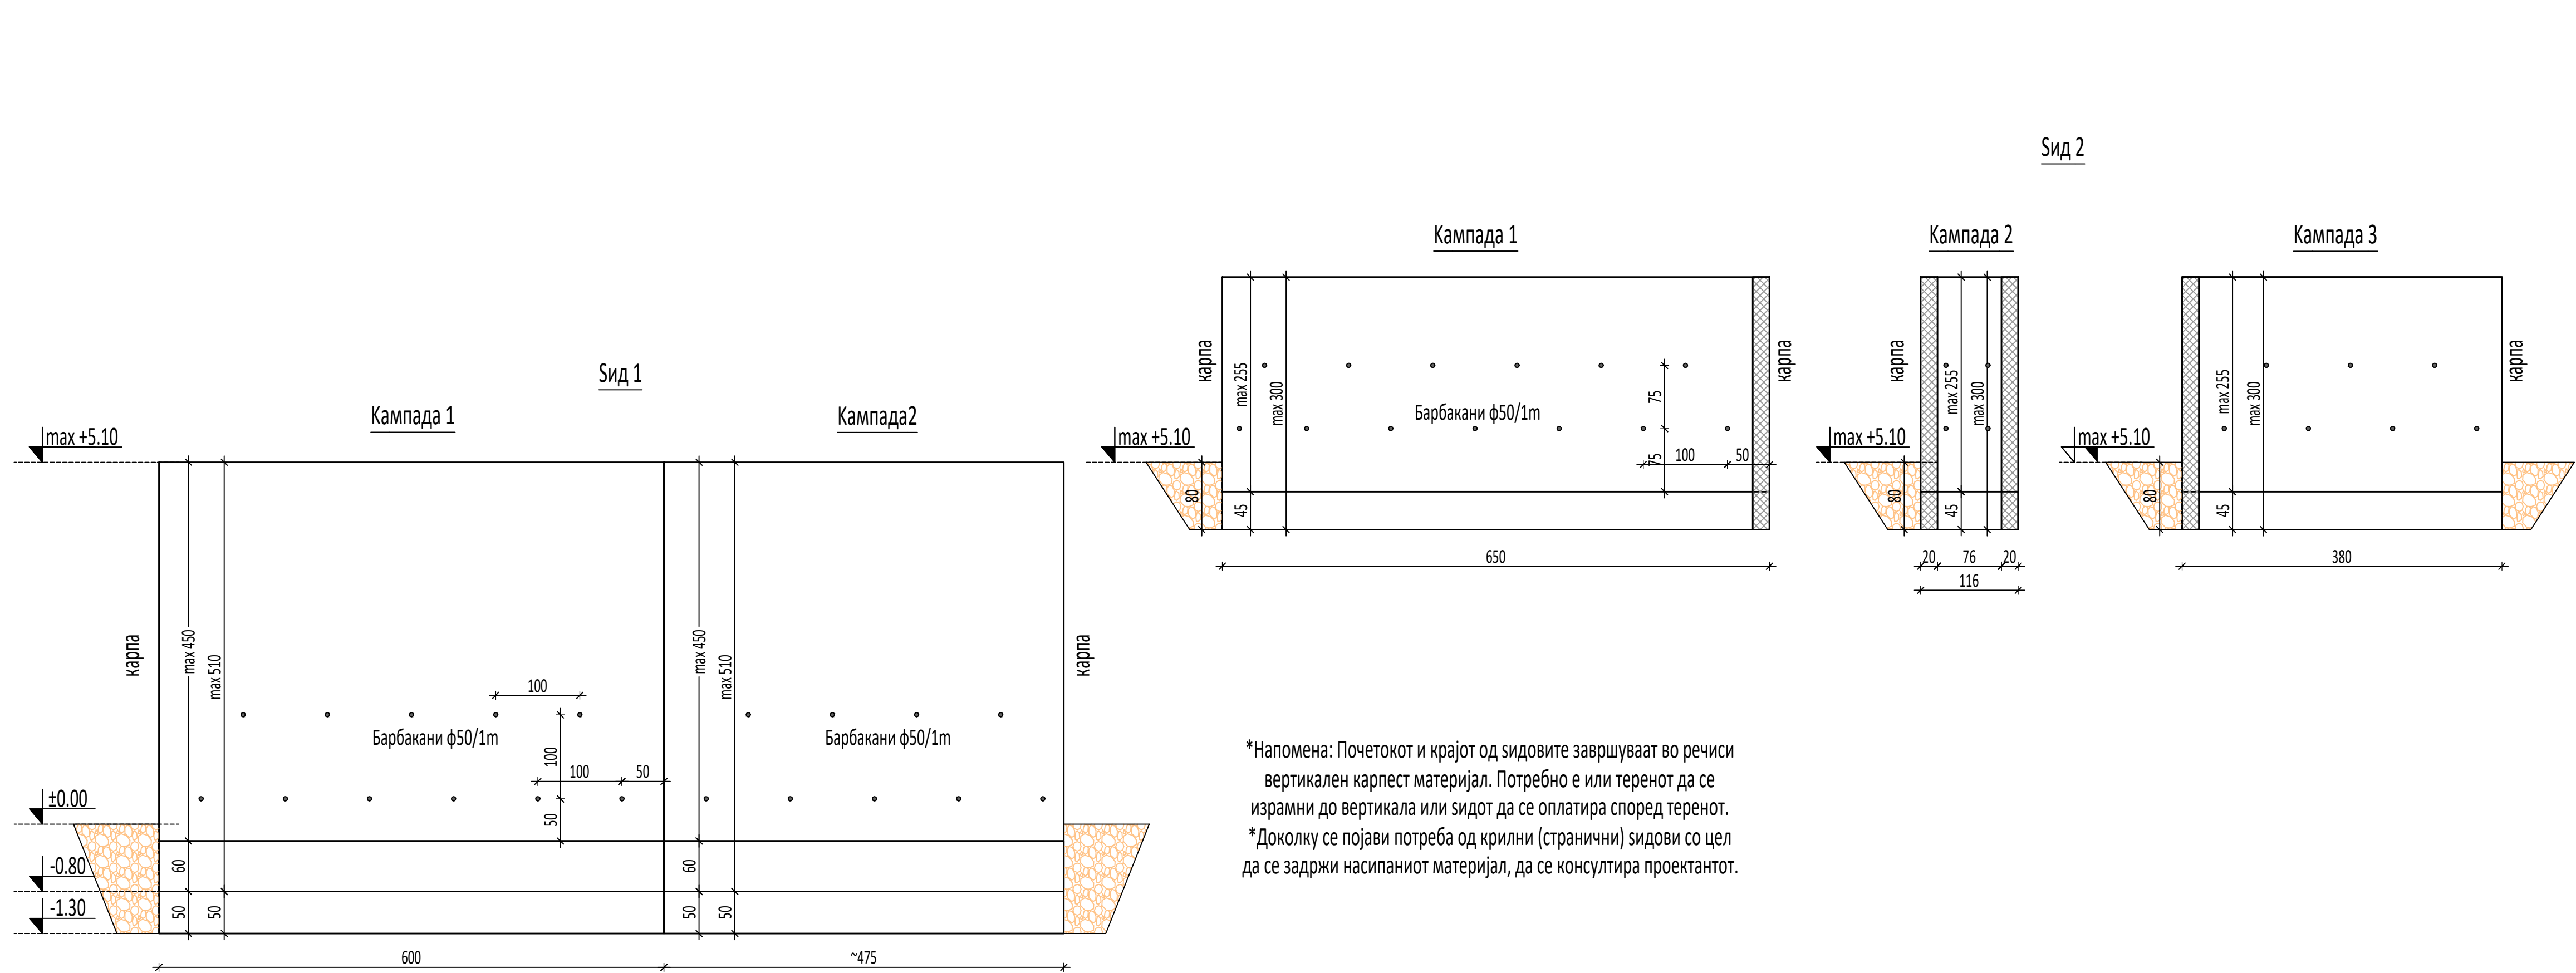 Ѕид 1
Кампада 1
Кампада2
max +5.10
карпа
max 450
max 510
max 450
max 510
карпа
100
Барбакани ф50/1m
Барбакани ф50/1m
100
100
50
50
±0.00
-0.80
-1.30
60
50
50
60
50
50
600
~475
Ѕид 2
Кампада 1
Кампада 2
Кампада 3
карпа
max 255
max 300
Барбакани ф50/1m
75
75
100
50
карпа
max +5.10
80
45
650
карпа
max 255
max 300
max +5.10
80
45
20
76
20
116
max 255
max 300
карпа
max +5.10
80
45
380
*Напомена: Почетокот и крајот од ѕидовите завршуваат во речиси
вертикален карпест материјал. Потребно е или теренот да се
израмни до вертикала или ѕидот да се оплатира според теренот.
*Доколку се појави потреба од крилни (странични) ѕидови со цел
да се задржи насипаниот материјал, да се консултира проектантот.